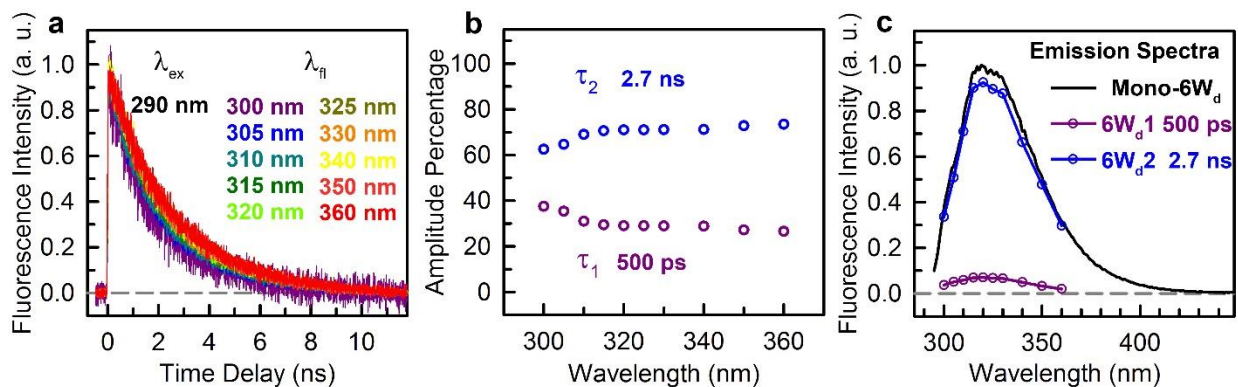 a
λex
λfl
290 nm
300 nm
325 nm
305 nm
330 nm
310 nm
340 nm
315 nm
350 nm
320 nm
360 nm
Fluorescence Intensity (a. u.)
1.0
0.8
0.6
0.4
0.2
0.0
0 2 4 6 8 10
Time Delay (ns)
b
τ2 2.7 ns
τ1 500 ps
Amplitude Percentage
100
80
60
40
20
0
300 320 340 360
Wavelength (nm)
c
Emission Spectra
Mono-6Wd
6Wd1 500 ps
6Wd2 2.7 ns
Fluorescence Intensity (a. u.)
1.0
0.8
0.6
0.4
0.2
0.0
300 350 400
Wavelength (nm)